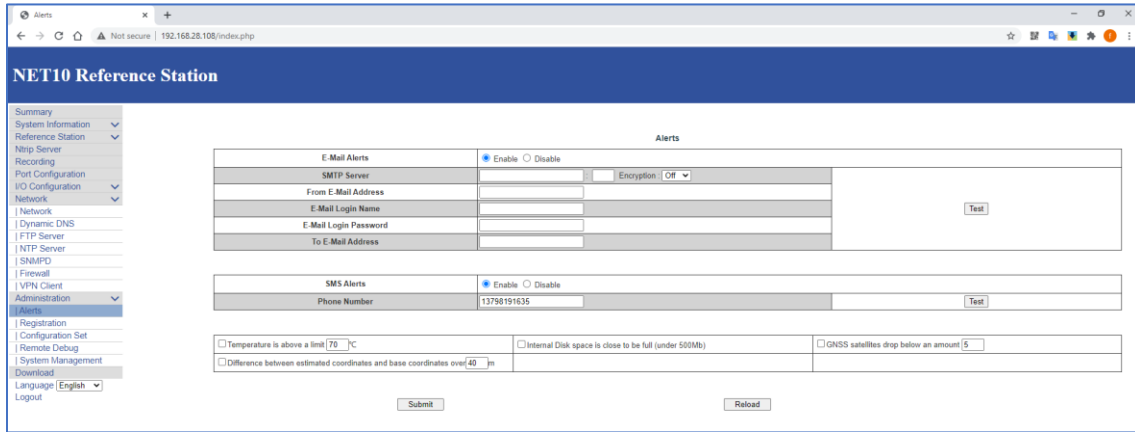 Alerts
Not secure | 192.168.28.108/index.php
NET10 Reference Station
Summary
System Information
Reference Station
Ntrip Server
Recording
Port Configuration
I/O Configuration
Network
| Network
| Dynamic DNS
| FTP Server
| NTP Server
| SNMPD
| Firewall
| VPN Client
Administration
| Alerts
| Registration
| Configuration Set
| Remote Debug
| System Management
Download
Language English
Logout
Alerts
E-Mail Alerts Enable Disable
SMTP Server : Encryption Off
From E-Mail Address
E-Mail Login Name Test
E-Mail Login Password
To E-Mail Address
SMS Alerts Enable Disable
Phone Number 13798191635 Test
Temperature is above a limit 70 °C Internal Disk space is close to be full (under 500Mb) GNSS satellites drop below an amount 5
Difference between estimated coordinates and base coordinates over 40 m
Submit Reload